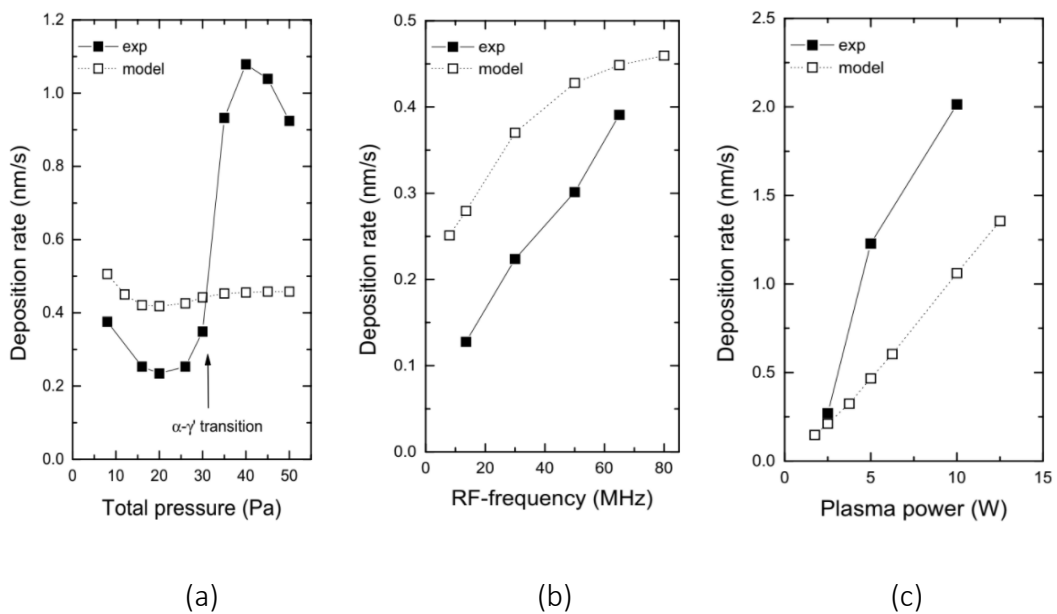 Deposition rate (nm/s)
1.2
1.0
0.8
0.6
0.4
0.2
0.0
exp
model
α-γ' transition
0 10 20 30 40 50
Total pressure (Pa)
(a)
Deposition rate (nm/s)
0.5
0.4
0.3
0.2
0.1
0.0
exp
model
0 20 40 60 80
RF-frequency (MHz)
(b)
Deposition rate (nm/s)
2.5
2.0
1.5
1.0
0.5
0.0
exp
model
0 5 10 15
Plasma power (W)
(c)